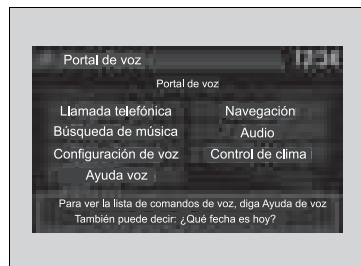 Portal de voz
Portal de voz
Llamada telefónica
Navegación
Búsqueda de música
Audio
Configuración de voz
Control de clima
Ayuda voz
Para ver la lista de comandos de voz, diga Ayuda de voz
También puede decir: ¿Qué fecha es hoy?